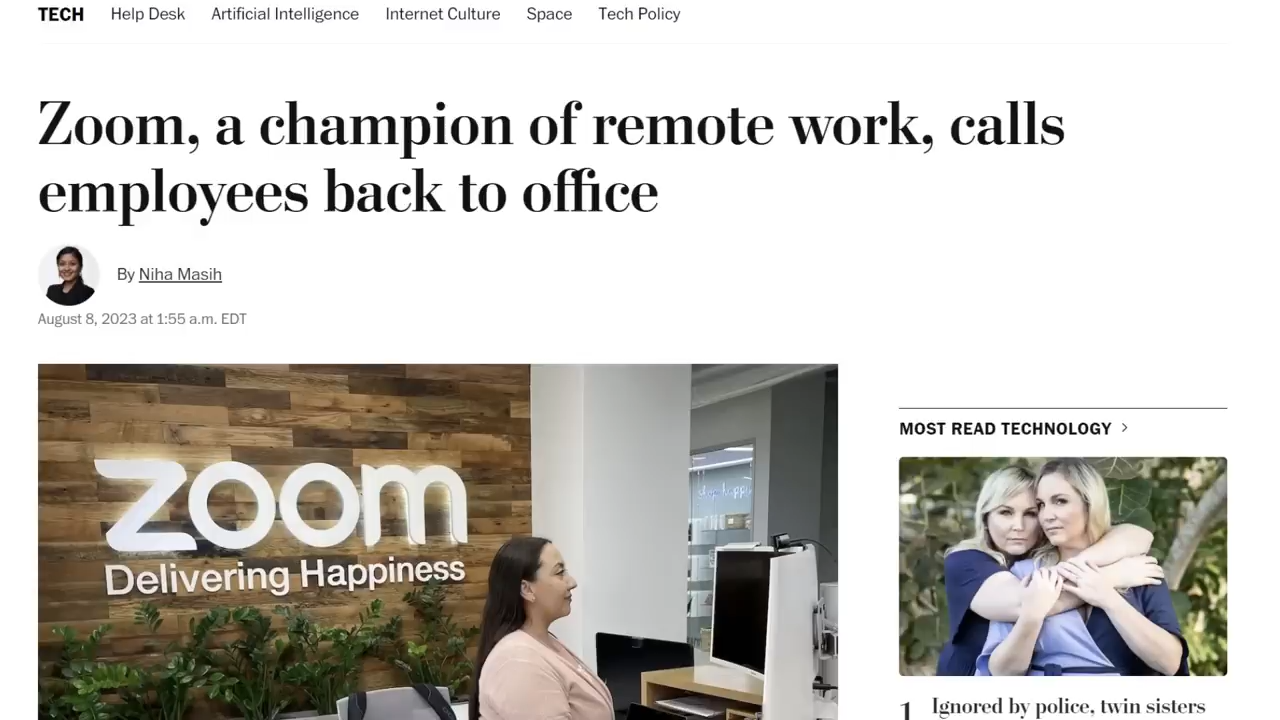 TECH Help Desk Artificial Intelligence Internet Culture Space Tech Policy
Zoom, a champion of remote work, calls
employees back to office
By Niha Masih
August 8, 2023 at 1:55 a.m. EDT
zoom
Delivering Happiness
MOST READ TECHNOLOGY >
1 Ignored by police, twin sisters